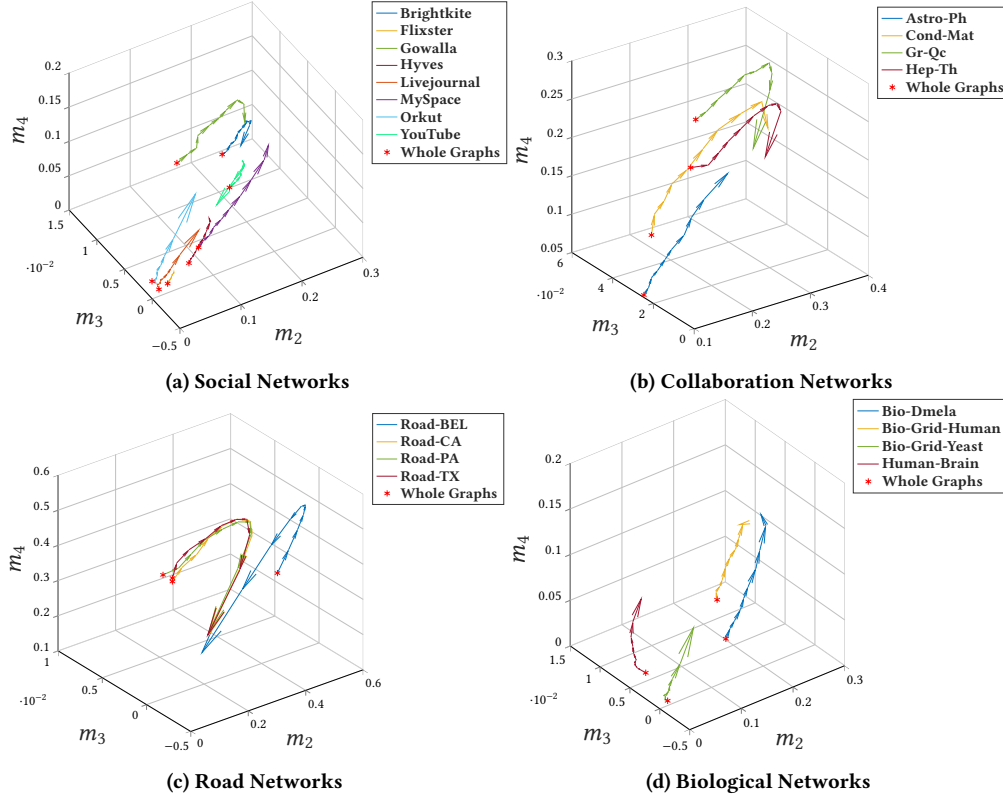 Brightkite
Flixster
Gowalla
Hyves
Livejournal
MySpace
Orkut
YouTube
Whole Graphs
0.2
0.15
0.1
0.05
0
m₄
1.5
1
0.5
0
−0.5
·10⁻²
m₃
0
0.1
0.2
0.3
m₂
(a) Social Networks
Astro-Ph
Cond-Mat
Gr-Qc
Hep-Th
Whole Graphs
0.3
0.25
0.2
0.15
0.1
0.05
m₄
6
4
2
0
·10⁻²
m₃
0.1
0.2
0.3
0.4
m₂
(b) Collaboration Networks
Road-BEL
Road-CA
Road-PA
Road-TX
Whole Graphs
0.6
0.5
0.4
0.3
0.2
0.1
m₄
1
0.5
0
−0.5
·10⁻²
m₃
0
0.2
0.4
0.6
m₂
(c) Road Networks
Bio-Dmela
Bio-Grid-Human
Bio-Grid-Yeast
Human-Brain
Whole Graphs
0.2
0.15
0.1
0.05
0
m₄
1.5
1
0.5
0
−0.5
·10⁻²
m₃
0
0.1
0.2
0.3
m₂
(d) Biological Networks